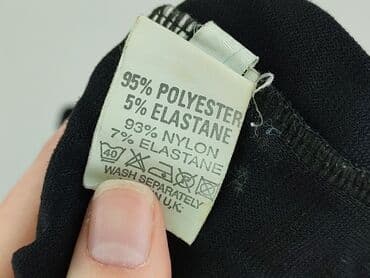 95% POLYESTER
5% ELASTANE
93% NYLON
7% ELASTANE
40
WASH SEPARATELY
IN U.K.